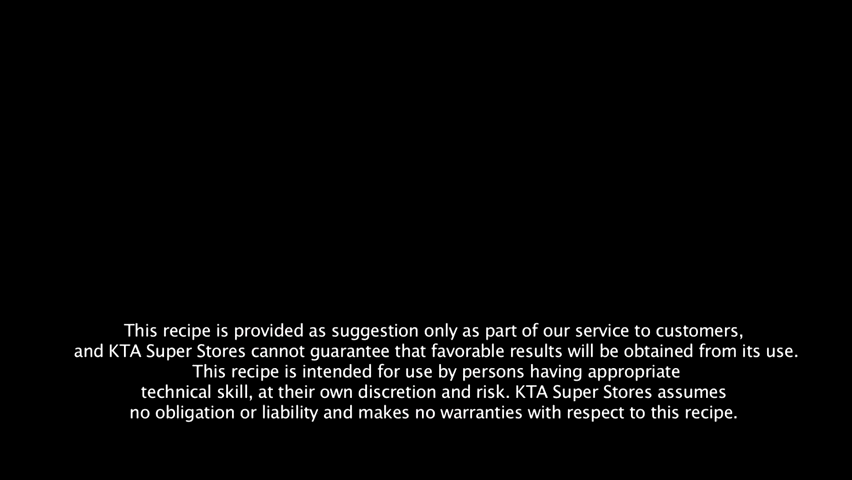 This recipe is provided as suggestion only as part of our service to customers,
and KTA Super Stores cannot guarantee that favorable results will be obtained from its use.
This recipe is intended for use by persons having appropriate
technical skill, at their own discretion and risk. KTA Super Stores assumes
no obligation or liability and makes no warranties with respect to this recipe.